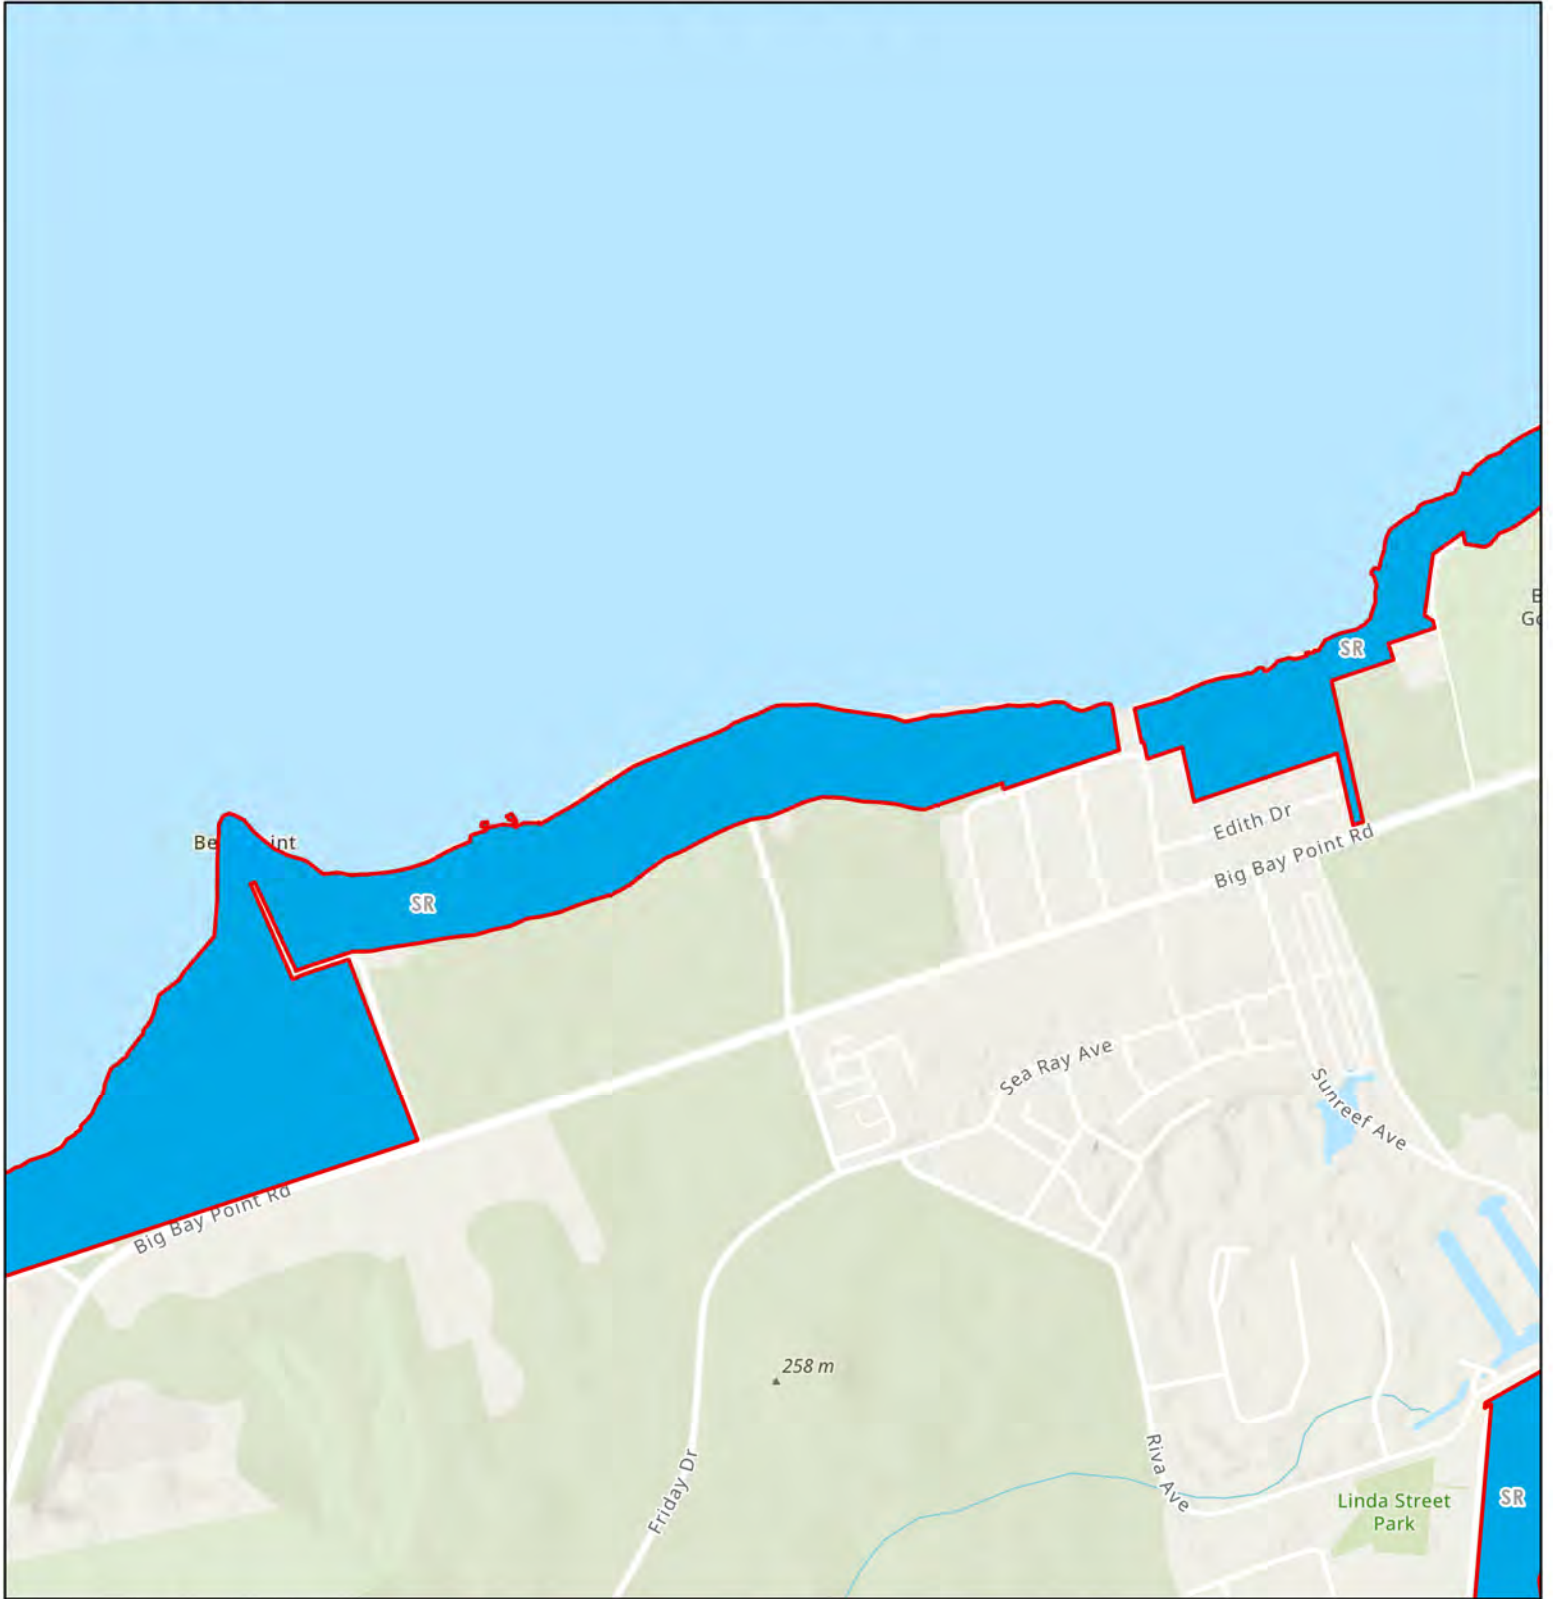 SR
Edith Dr
Big Bay Point Rd
SR
Sea Ray Ave
Sunreef Ave
Big Bay Point Rd
258 m
Friday Dr
Riva Ave
Linda Street
Park
SR